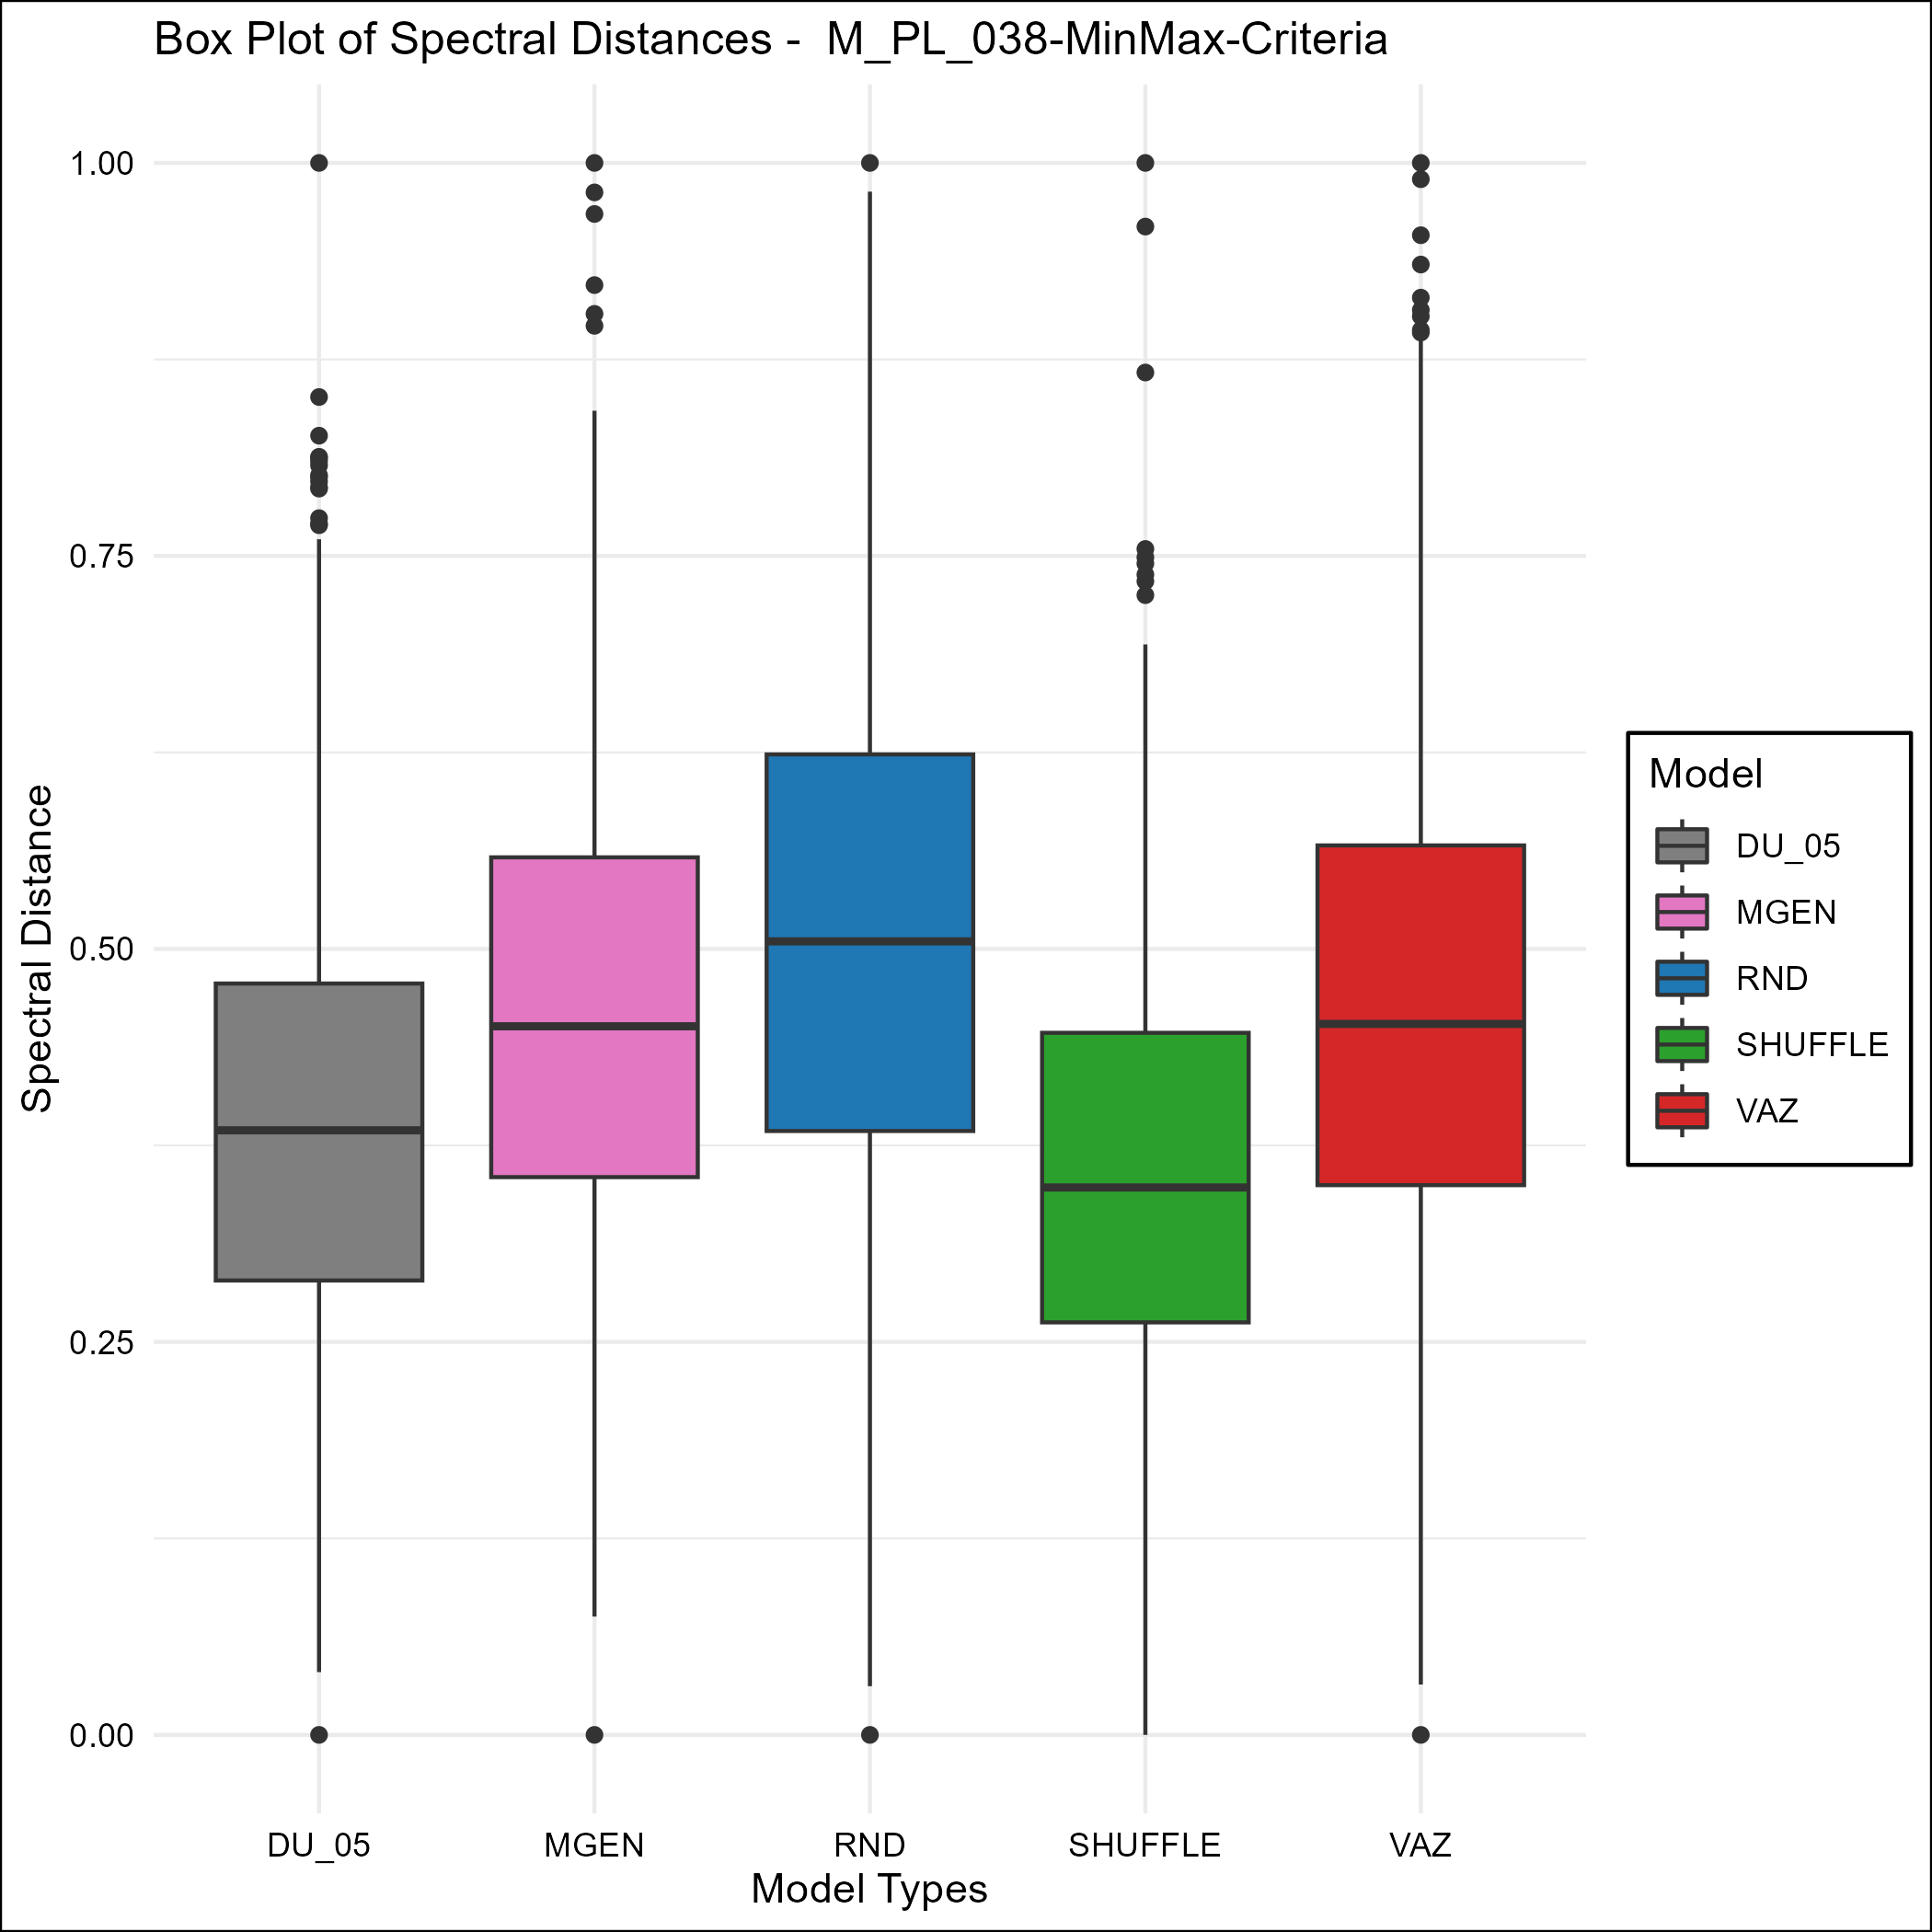 Box Plot of Spectral Distances -  M_PL_038-MinMax-Criteria
1.00
0.75
0.50
0.25
0.00
Spectral Distance
DU_05
MGEN
RND
SHUFFLE
VAZ
Model Types
Model
DU_05
MGEN
RND
SHUFFLE
VAZ